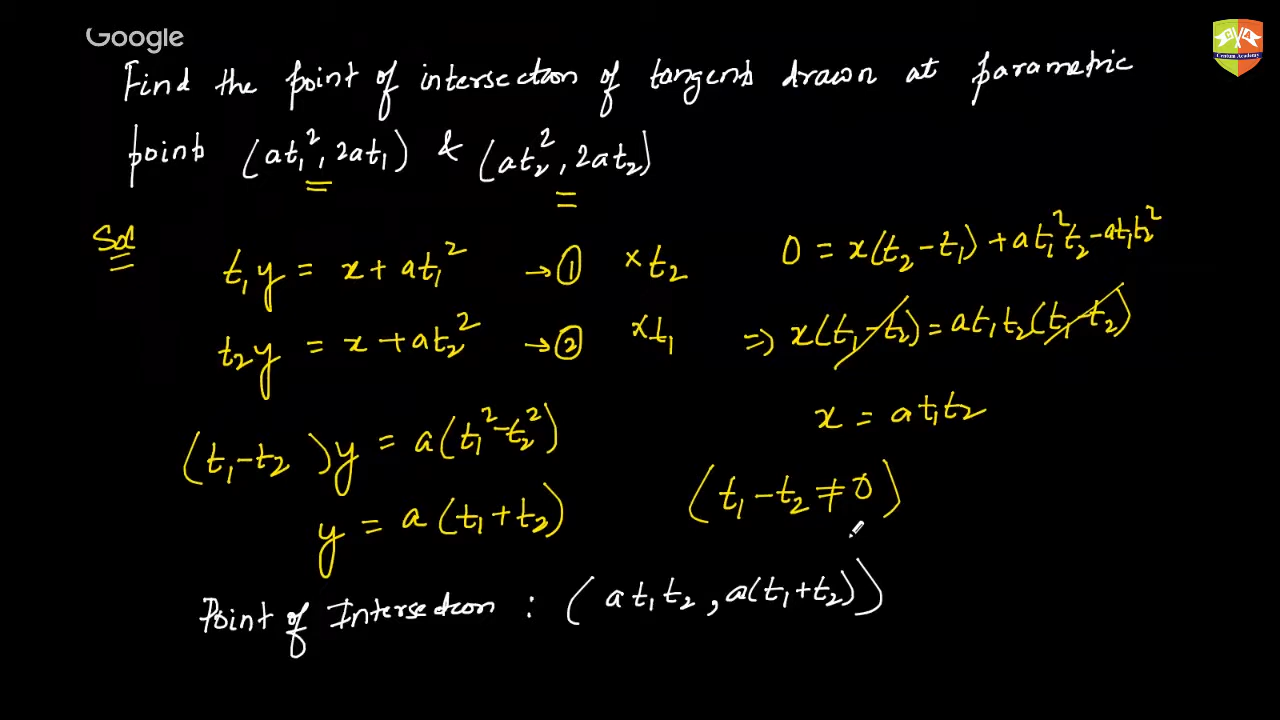 Google
Find the point of intersection of tangents drawn at parametric
points (at₁², 2at₁) & (at₂², 2at₂)
Sol
t₁y = x + at₁² → ① × t₂
t₂y = x + at₂² → ② × t₁
(t₁-t₂)y = a(t₁²-t₂²)
y = a(t₁+t₂)
0 = x(t₂-t₁) + at₁²t₂ - at₁t₂²
⇒ x(t₁-t₂) = at₁t₂(t₁-t₂)
x = at₁t₂
(t₁-t₂≠0)
Point of Intersection : (at₁t₂, a(t₁+t₂))